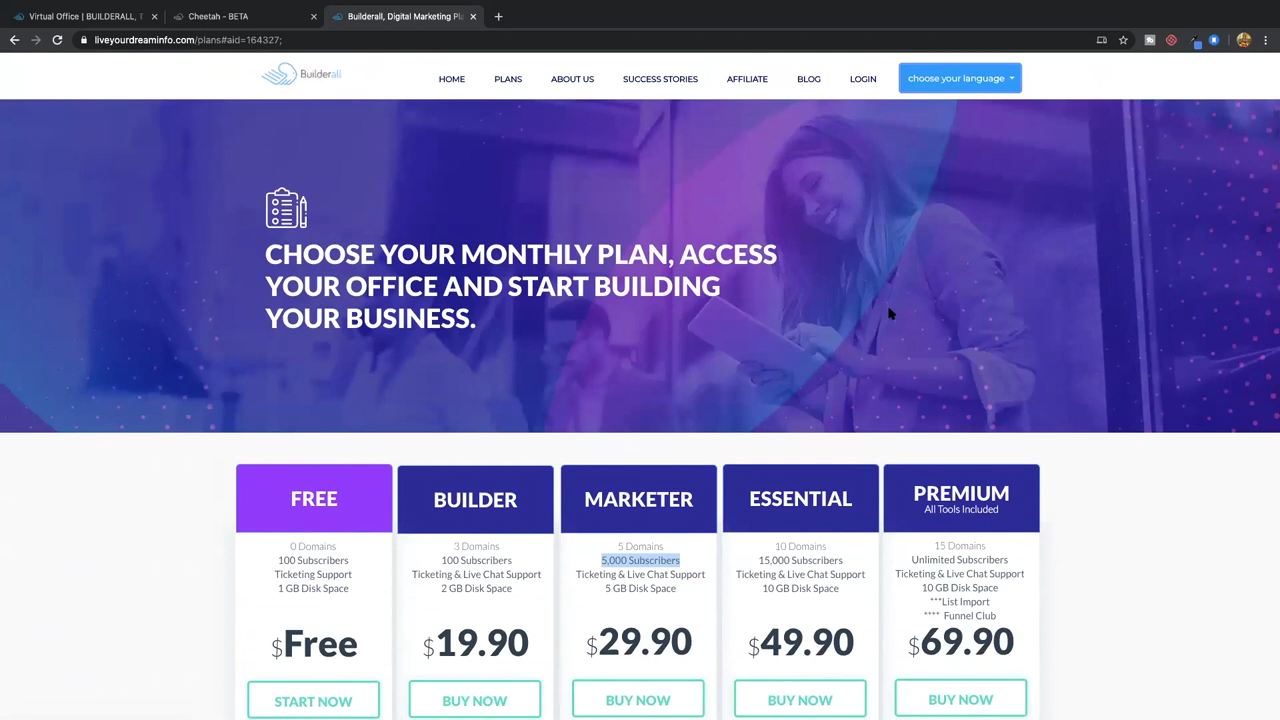 Virtual Office | BUILDERALL, T
Cheetah - BETA
Builderall, Digital Marketing Pl
liveyourdreaminfo.com/plans#aid=164327;
Builderall
HOME
PLANS
ABOUT US
SUCCESS STORIES
AFFILIATE
BLOG
LOGIN
choose your language
CHOOSE YOUR MONTHLY PLAN, ACCESS
YOUR OFFICE AND START BUILDING
YOUR BUSINESS.
FREE
0 Domains
100 Subscribers
Ticketing Support
1 GB Disk Space
$Free
START NOW
BUILDER
3 Domains
100 Subscribers
Ticketing & Live Chat Support
2 GB Disk Space
$19.90
BUY NOW
MARKETER
5 Domains
5,000 Subscribers
Ticketing & Live Chat Support
5 GB Disk Space
$29.90
BUY NOW
ESSENTIAL
10 Domains
15,000 Subscribers
Ticketing & Live Chat Support
10 GB Disk Space
$49.90
BUY NOW
PREMIUM
All Tools Included
15 Domains
Unlimited Subscribers
Ticketing & Live Chat Support
10 GB Disk Space
***List Import
**** Funnel Club
$69.90
BUY NOW